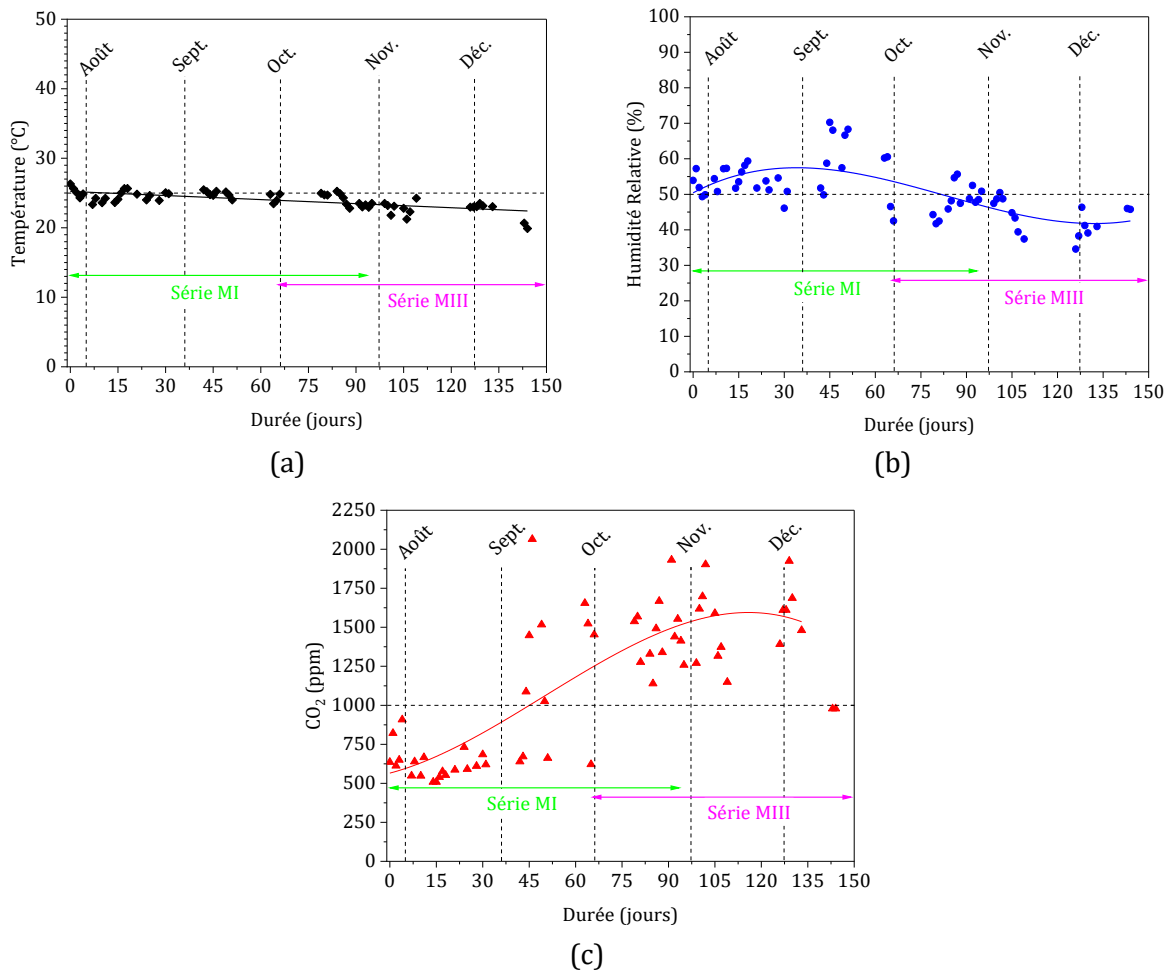 Température (°C)
50
40
30
20
10
0
Août
Sept.
Oct.
Nov.
Déc.
Série MI
Série MIII
0 15 30 45 60 75 90 105 120 135 150
Durée (jours)
(a)
Humidité Relative (%)
100
90
80
70
60
50
40
30
20
10
0
Août
Sept.
Oct.
Nov.
Déc.
Série MI
Série MIII
0 15 30 45 60 75 90 105 120 135 150
Durée (jours)
(b)
CO₂ (ppm)
2250
2000
1750
1500
1250
1000
750
500
250
0
Août
Sept.
Oct.
Nov.
Déc.
Série MI
Série MIII
0 15 30 45 60 75 90 105 120 135 150
Durée (jours)
(c)